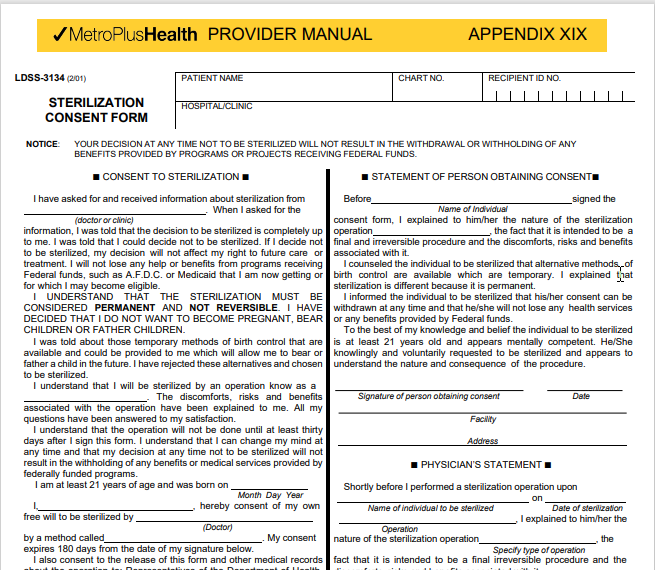 MetroPlusHealth PROVIDER MANUAL APPENDIX XIX
LDSS-3134 (2/01)
STERILIZATION
CONSENT FORM
PATIENT NAME
CHART NO.
RECIPIENT ID NO.
HOSPITAL/CLINIC
NOTICE: YOUR DECISION AT ANY TIME NOT TO BE STERILIZED WILL NOT RESULT IN THE WITHDRAWAL OR WITHHOLDING OF ANY
BENEFITS PROVIDED BY PROGRAMS OR PROJECTS RECEIVING FEDERAL FUNDS.
■ CONSENT TO STERILIZATION ■
I have asked for and received information about sterilization from
. When I asked for the
(doctor or clinic)
information, I was told that the decision to be sterilized is completely up
to me. I was told that I could decide not to be sterilized. If I decide not
to be sterilized, my decision will not affect my right to future care or
treatment. I will not lose any help or benefits from programs receiving
Federal funds, such as A.F.D.C. or Medicaid that I am now getting or
for which I may become eligible.
I UNDERSTAND THAT THE STERILIZATION MUST BE
CONSIDERED PERMANENT AND NOT REVERSIBLE. I HAVE
DECIDED THAT I DO NOT WANT TO BECOME PREGNANT, BEAR
CHILDREN OR FATHER CHILDREN.
I was told about those temporary methods of birth control that are
available and could be provided to me which will allow me to bear or
father a child in the future. I have rejected these alternatives and chosen
to be sterilized.
I understand that I will be sterilized by an operation know as a
. The discomforts, risks and benefits
associated with the operation have been explained to me. All my
questions have been answered to my satisfaction.
I understand that the operation will not be done until at least thirty
days after I sign this form. I understand that I can change my mind at
any time and that my decision at any time not to be sterilized will not
result in the withholding of any benefits or medical services provided by
federally funded programs.
I am at least 21 years of age and was born on
Month Day Year
I, , hereby consent of my own
free will to be sterilized by
(Doctor)
by a method called . My consent
expires 180 days from the date of my signature below.
I also consent to the release of this form and other medical records
about the operation to: Representatives of the Department of Health
■ STATEMENT OF PERSON OBTAINING CONSENT■
Before signed the
Name of Individual
consent form, I explained to him/her the nature of the sterilization
operation , the fact that it is intended to be a
final and irreversible procedure and the discomforts, risks and benefits
associated with it.
I counseled the individual to be sterilized that alternative methods of
birth control are available which are temporary. I explained that
sterilization is different because it is permanent.
I informed the individual to be sterilized that his/her consent can be
withdrawn at any time and that he/she will not lose any health services
or any benefits provided by Federal funds.
To the best of my knowledge and belief the individual to be sterilized
is at least 21 years old and appears mentally competent. He/She
knowlingly and voluntarily requested to be sterilized and appears to
understand the nature and consequence of the procedure.
Signature of person obtaining consent Date
Facility
Address
■ PHYSICIAN'S STATEMENT ■
Shortly before I performed a sterilization operation upon
on
Name of individual to be sterilized Date of sterilization
, I explained to him/her the
Operation
nature of the sterilization operation , the
Specify type of operation
fact that it is intended to be a final irreversible procedure and the